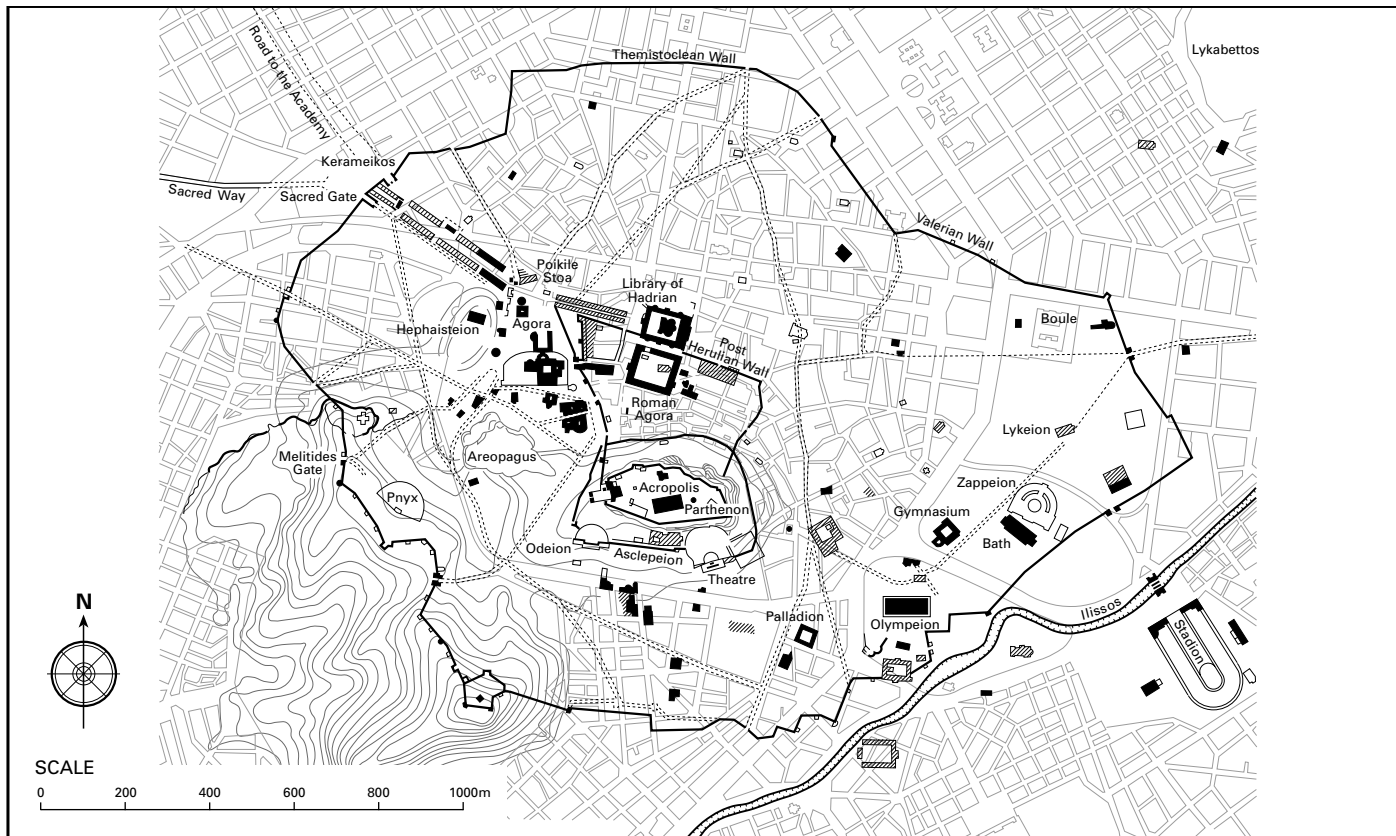 Lykabettos
Themistoclean Wall
Road to the Academy
Kerameikos
Sacred Way
Sacred Gate
Valerian Wall
Poikile
Stoa
Library of
Hadrian
Hephaisteion
Agora
Boule
Post
Herulian Wall
Roman
Agora
Lykeion
Melitides
Gate
Areopagus
Pnyx
Acropolis
Parthenon
Zappeion
Gymnasium
Bath
Odeion
Asclepeion
Theatre
Palladion
Olympeion
Ilissos
Stadion
N
SCALE
0 200 400 600 800 1000m